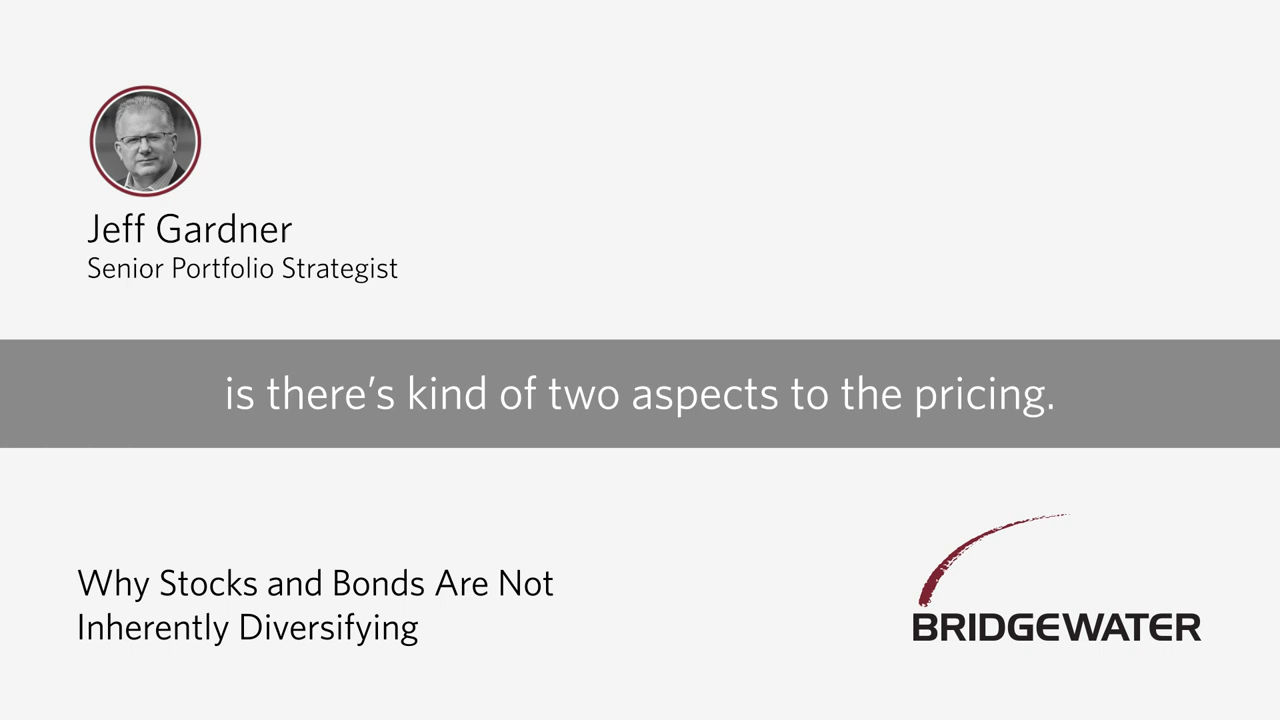 Jeff Gardner
Senior Portfolio Strategist
is there’s kind of two aspects to the pricing.
Why Stocks and Bonds Are Not
Inherently Diversifying
BRIDGEWATER